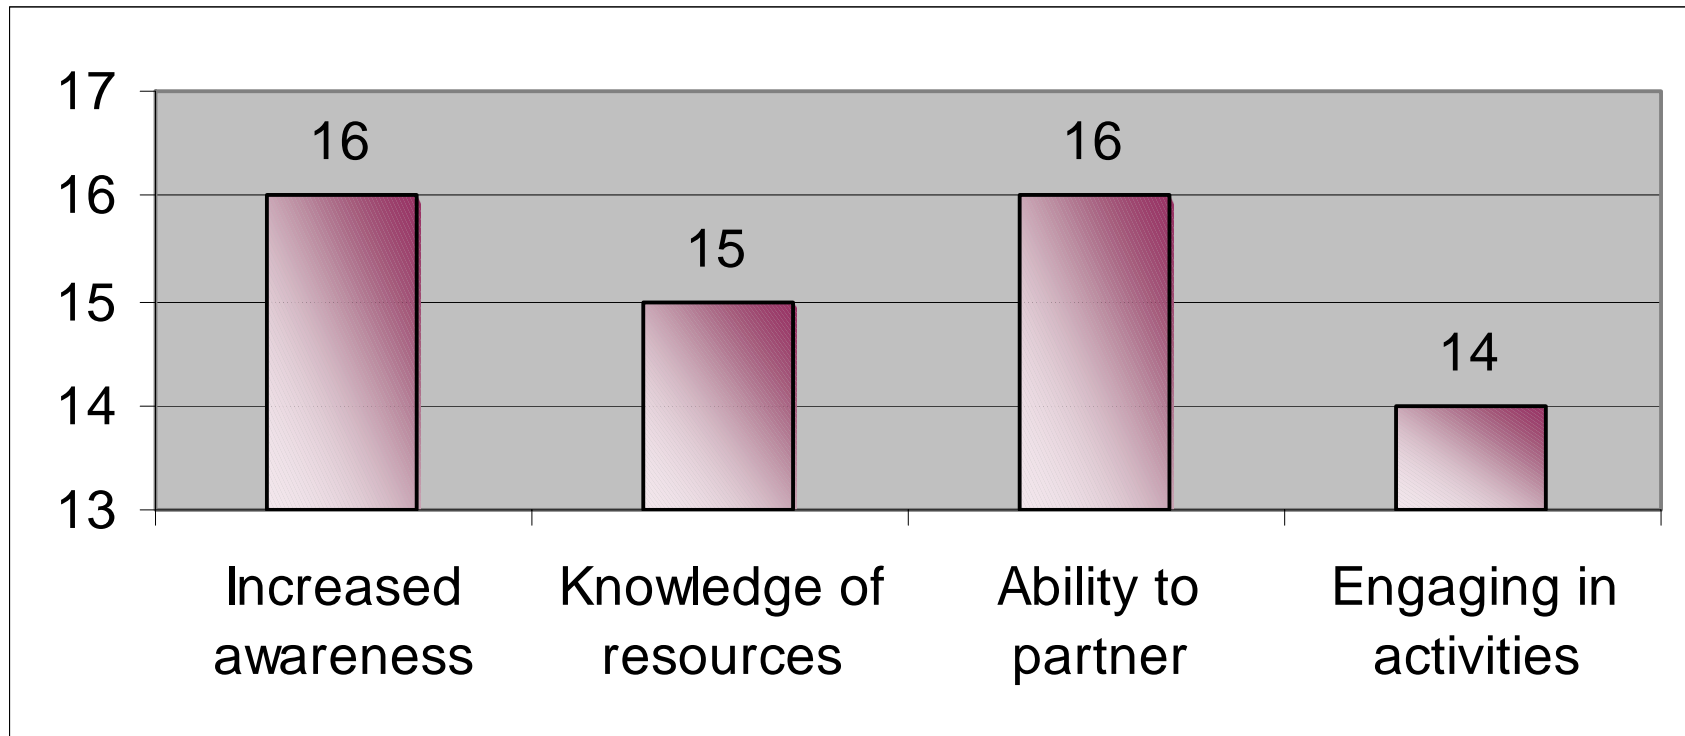 17
16
15
14
13
16
15
16
14
Increased
awareness
Knowledge of
resources
Ability to
partner
Engaging in
activities